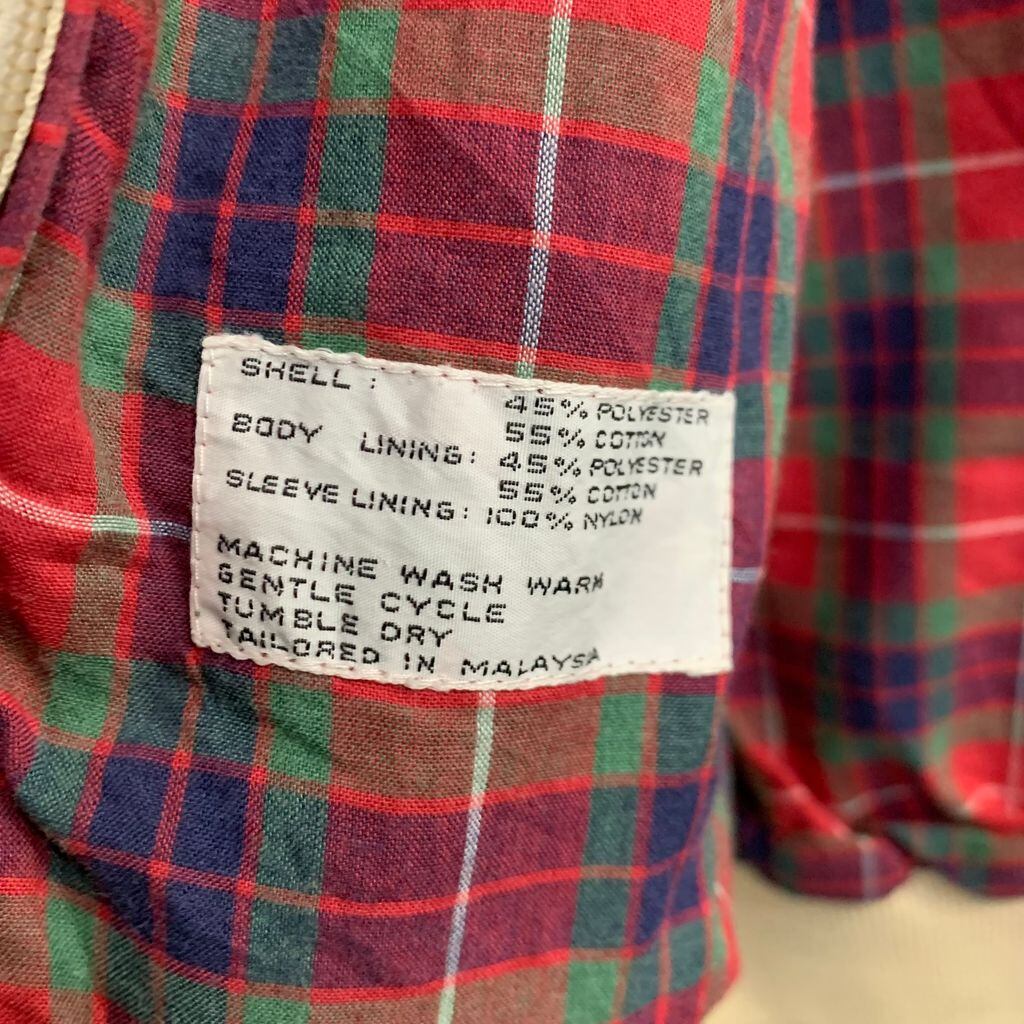 SHELL:
45% POLYESTER
55% COTTON
BODY LINING: 45% POLYESTER
55% COTTON
SLEEVE LINING: 100% NYLON
MACHINE WASH WARM
GENTLE CYCLE
TUMBLE DRY
TAILORED IN MALAYSIA